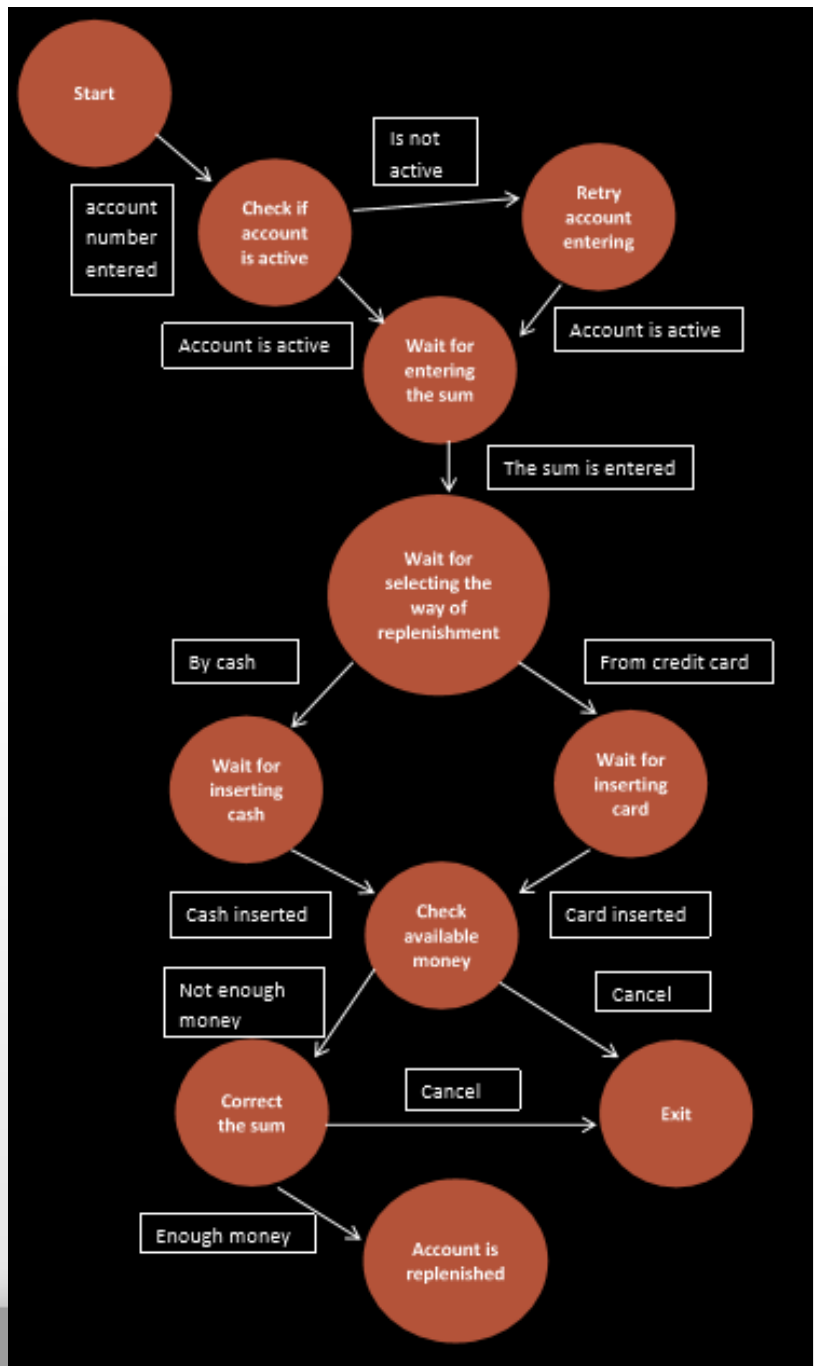 Start
Is not
active
account
number
entered
Check if
account
is active
Retry
account
entering
Account is active
Wait for
entering
the sum
Account is active
The sum is entered
Wait for
selecting the
way of
replenishment
By cash
From credit card
Wait for
inserting
cash
Wait for
inserting
card
Cash inserted
Check
available
money
Card inserted
Not enough
money
Cancel
Correct
the sum
Cancel
Exit
Enough money
Account is
replenished